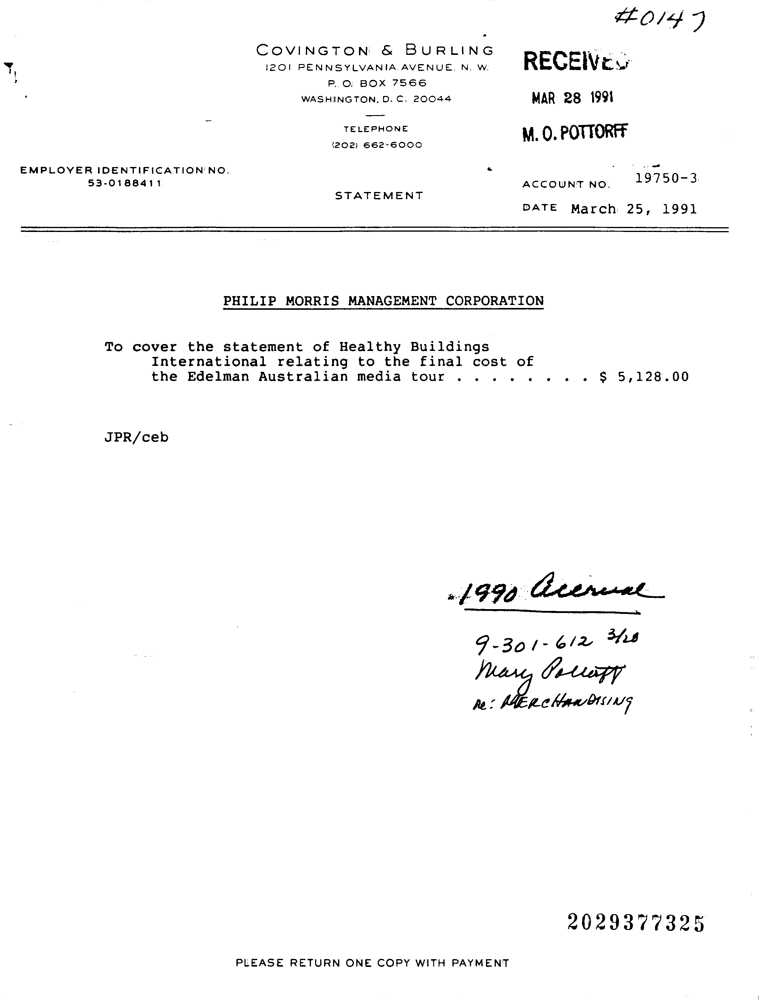 #0147
COVINGTON & BURLING
1201 PENNSYLVANIA AVENUE, N. W.
P. O. BOX 7566
WASHINGTON, D. C. 20044
TELEPHONE
(202) 662-6000
RECEIVED
MAR 28 1991
M. O. POTTORFF
EMPLOYER IDENTIFICATION NO.
53-0188411
STATEMENT
ACCOUNT NO. 19750-3
DATE March 25, 1991
PHILIP MORRIS MANAGEMENT CORPORATION
To cover the statement of Healthy Buildings
International relating to the final cost of
the Edelman Australian media tour . . . . . . . . $ 5,128.00
JPR/ceb
1990 accrual
9-301-612 3/28
Mary Pottorff
Re: MERCHANDISING
2029377325
PLEASE RETURN ONE COPY WITH PAYMENT